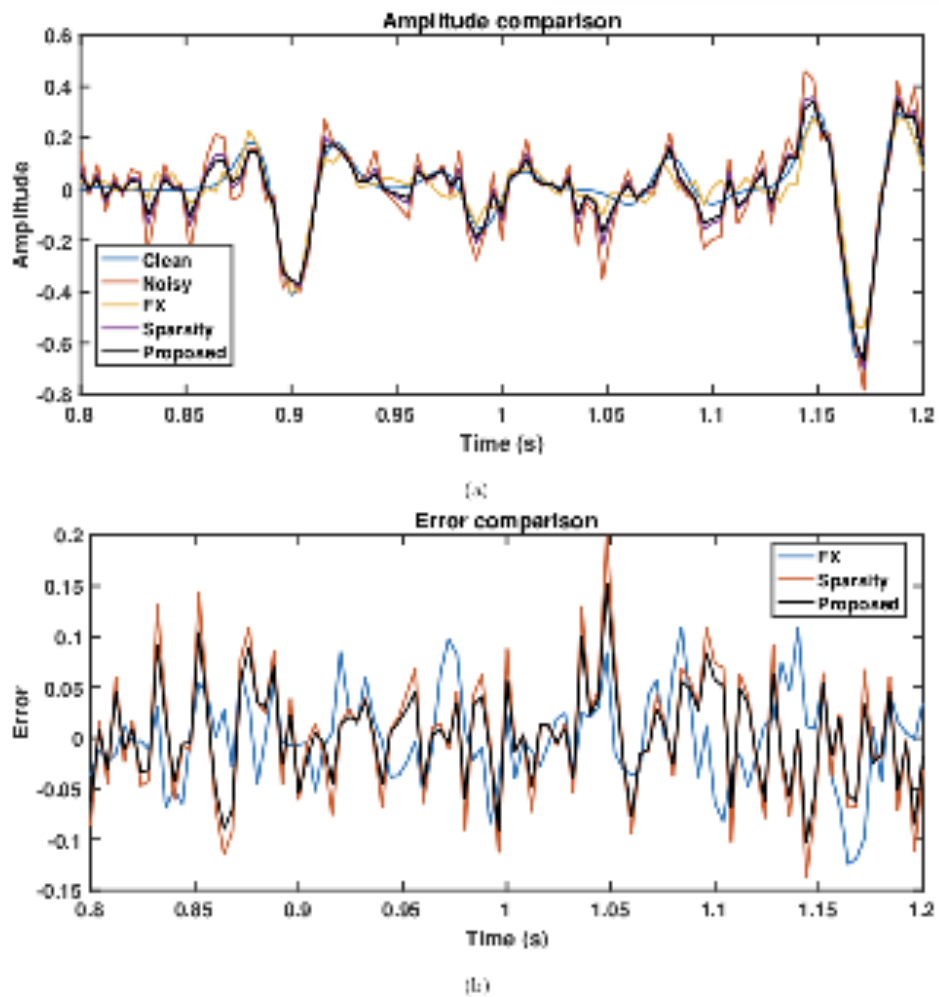 Amplitude comparison
0.6
0.4
0.2
0
-0.2
-0.4
-0.6
-0.8
Amplitude
Clean
Noisy
FX
Sparsity
Proposed
0.8 0.85 0.9 0.95 1 1.05 1.1 1.15 1.2
Time (s)
(a)
Error comparison
0.2
0.15
0.1
0.05
0
-0.05
-0.1
-0.15
Error
FX
Sparsity
Proposed
0.8 0.85 0.9 0.95 1 1.05 1.1 1.15 1.2
Time (s)
(b)